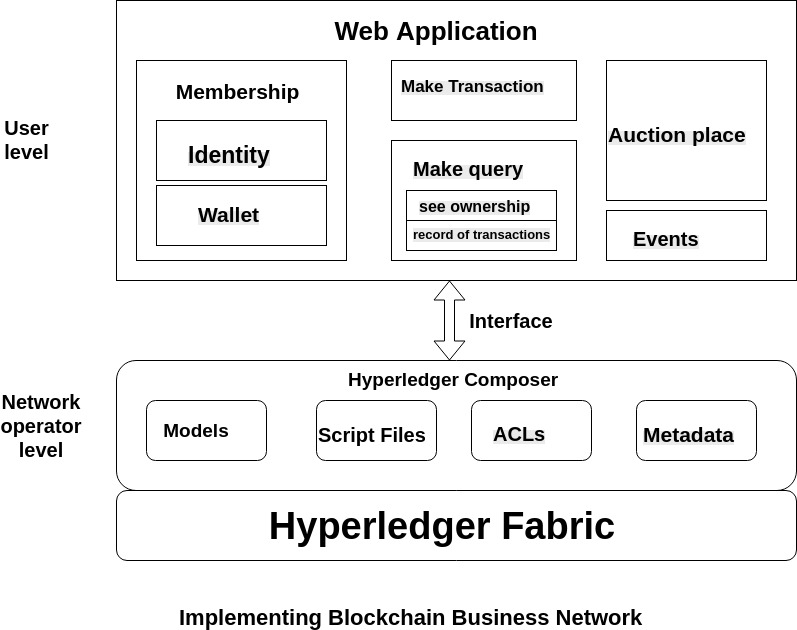 Web Application
User
level
Membership
Identity
Wallet
Make Transaction
Make query
see ownership
record of transactions
Auction place
Events
Interface
Network
operator
level
Hyperledger Composer
Models
Script Files
ACLs
Metadata
Hyperledger Fabric
Implementing Blockchain Business Network